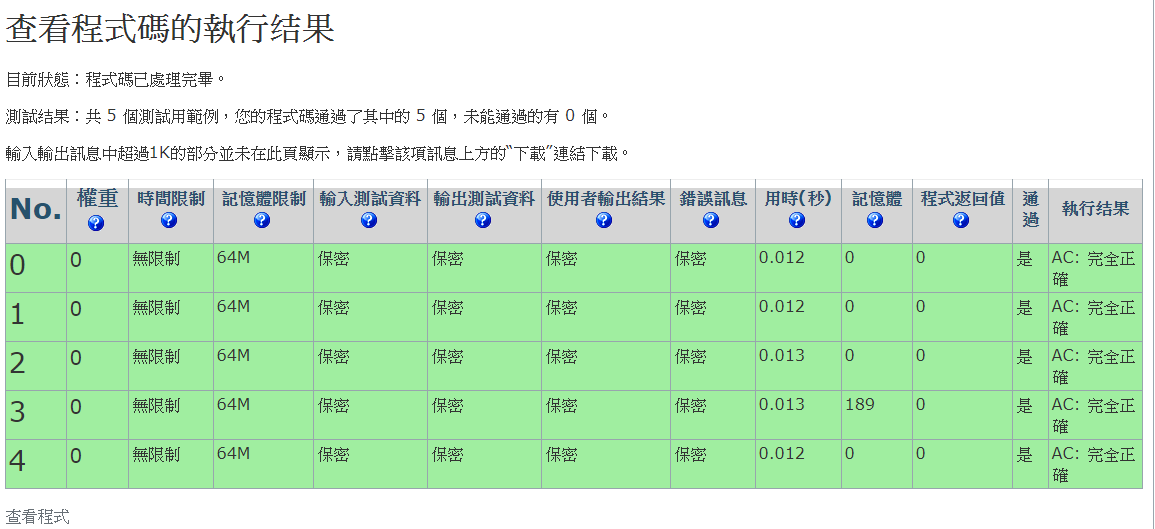 查看程式碼的執行结果
目前狀態：程式碼已處理完畢。
測試结果：共 5 個測試用範例，您的程式碼通過了其中的 5 個，未能通過的有 0 個。
輸入輸出訊息中超過1K的部分並未在此頁顯示，請點擊該項訊息上方的“下載”連結下載。
No. 權重 ? 時間限制 ? 記憶體限制 ? 輸入測試資料 ? 輸出測試資料 ? 使用者輸出結果 ? 錯誤訊息 ? 用時(秒) ? 記憶體 ? 程式返回值 ? 通過 執行结果
0 0 無限制 64M 保密 保密 保密 保密 0.012 0 0 是 AC: 完全正確
1 0 無限制 64M 保密 保密 保密 保密 0.012 0 0 是 AC: 完全正確
2 0 無限制 64M 保密 保密 保密 保密 0.013 0 0 是 AC: 完全正確
3 0 無限制 64M 保密 保密 保密 保密 0.013 189 0 是 AC: 完全正確
4 0 無限制 64M 保密 保密 保密 保密 0.012 0 0 是 AC: 完全正確
查看程式